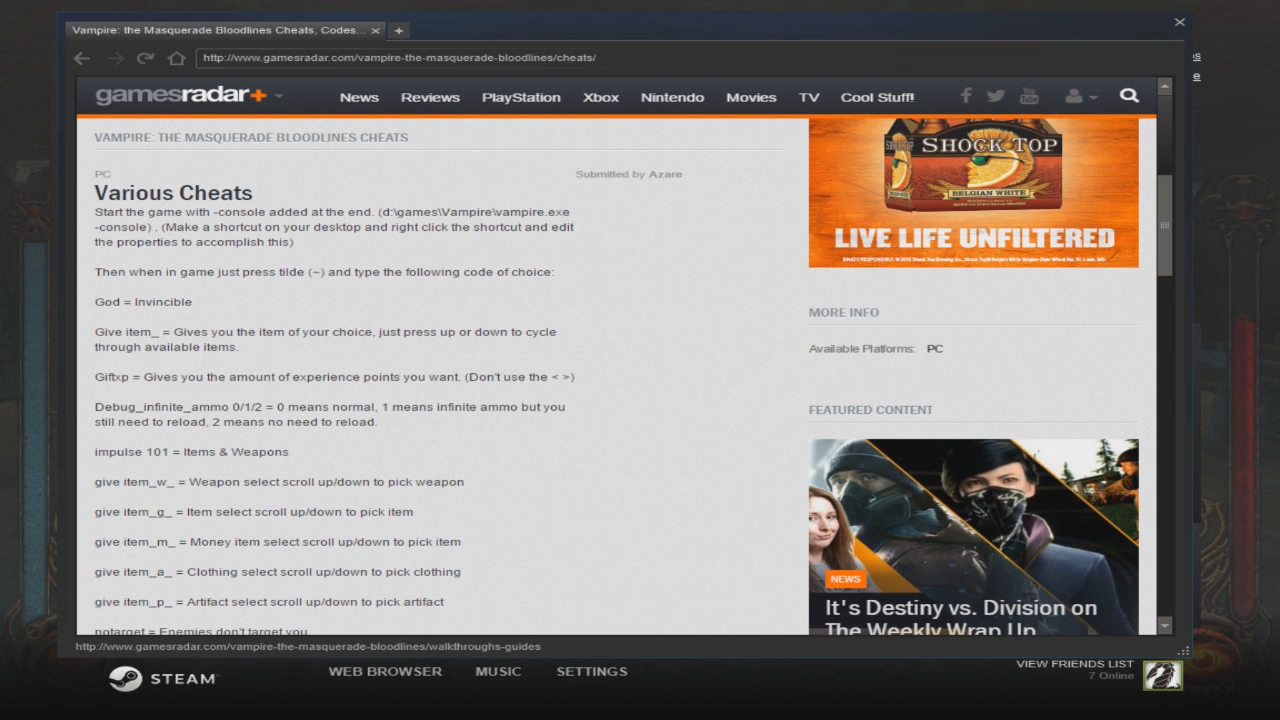 Vampire: the Masquerade Bloodlines Cheats, Codes...
http://www.gamesradar.com/vampire-the-masquerade-bloodlines/cheats/
gamesradar+
News Reviews PlayStation Xbox Nintendo Movies TV Cool Stuff!
You Tube
VAMPIRE: THE MASQUERADE BLOODLINES CHEATS
PC
Submitted by Azare
Various Cheats
Start the game with -console added at the end. (d:\games\Vampire\vampire.exe
-console) . (Make a shortcut on your desktop and right click the shortcut and edit
the properties to accomplish this)
Then when in game just press tilde (~) and type the following code of choice:
God = Invincible
Give item_ = Gives you the item of your choice, just press up or down to cycle
through available items.
Giftxp = Gives you the amount of experience points you want. (Don't use the < >)
Debug_infinite_ammo 0/1/2 = 0 means normal, 1 means infinite ammo but you
still need to reload, 2 means no need to reload.
impulse 101 = Items & Weapons
give item_w_ = Weapon select scroll up/down to pick weapon
give item_g_ = Item select scroll up/down to pick item
give item_m_ = Money item select scroll up/down to pick item
give item_a_ = Clothing select scroll up/down to pick clothing
give item_p_ = Artifact select scroll up/down to pick artifact
notarget = Enemies don't target you
SHOCK TOP
BELGIAN WHITE
LIVE LIFE UNFILTERED
MORE INFO
Available Platforms: PC
FEATURED CONTENT
NEWS
It's Destiny vs. Division on
The Weekly Wrap Up
http://www.gamesradar.com/vampire-the-masquerade-bloodlines/walkthroughs-guides
STEAM
WEB BROWSER MUSIC SETTINGS
VIEW FRIENDS LIST
7 Online